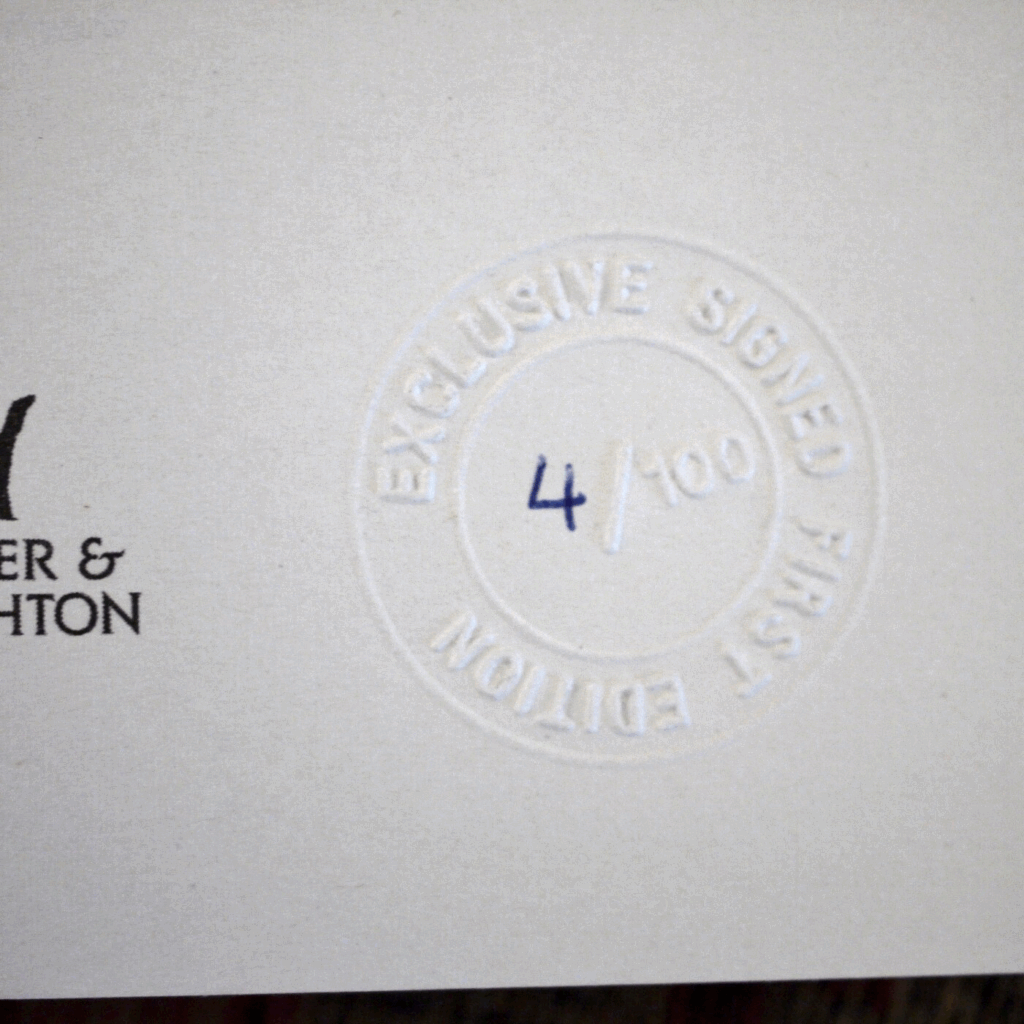 ER &
HTON
EXCLUSIVE SIGNED FIRST EDITION
4/100